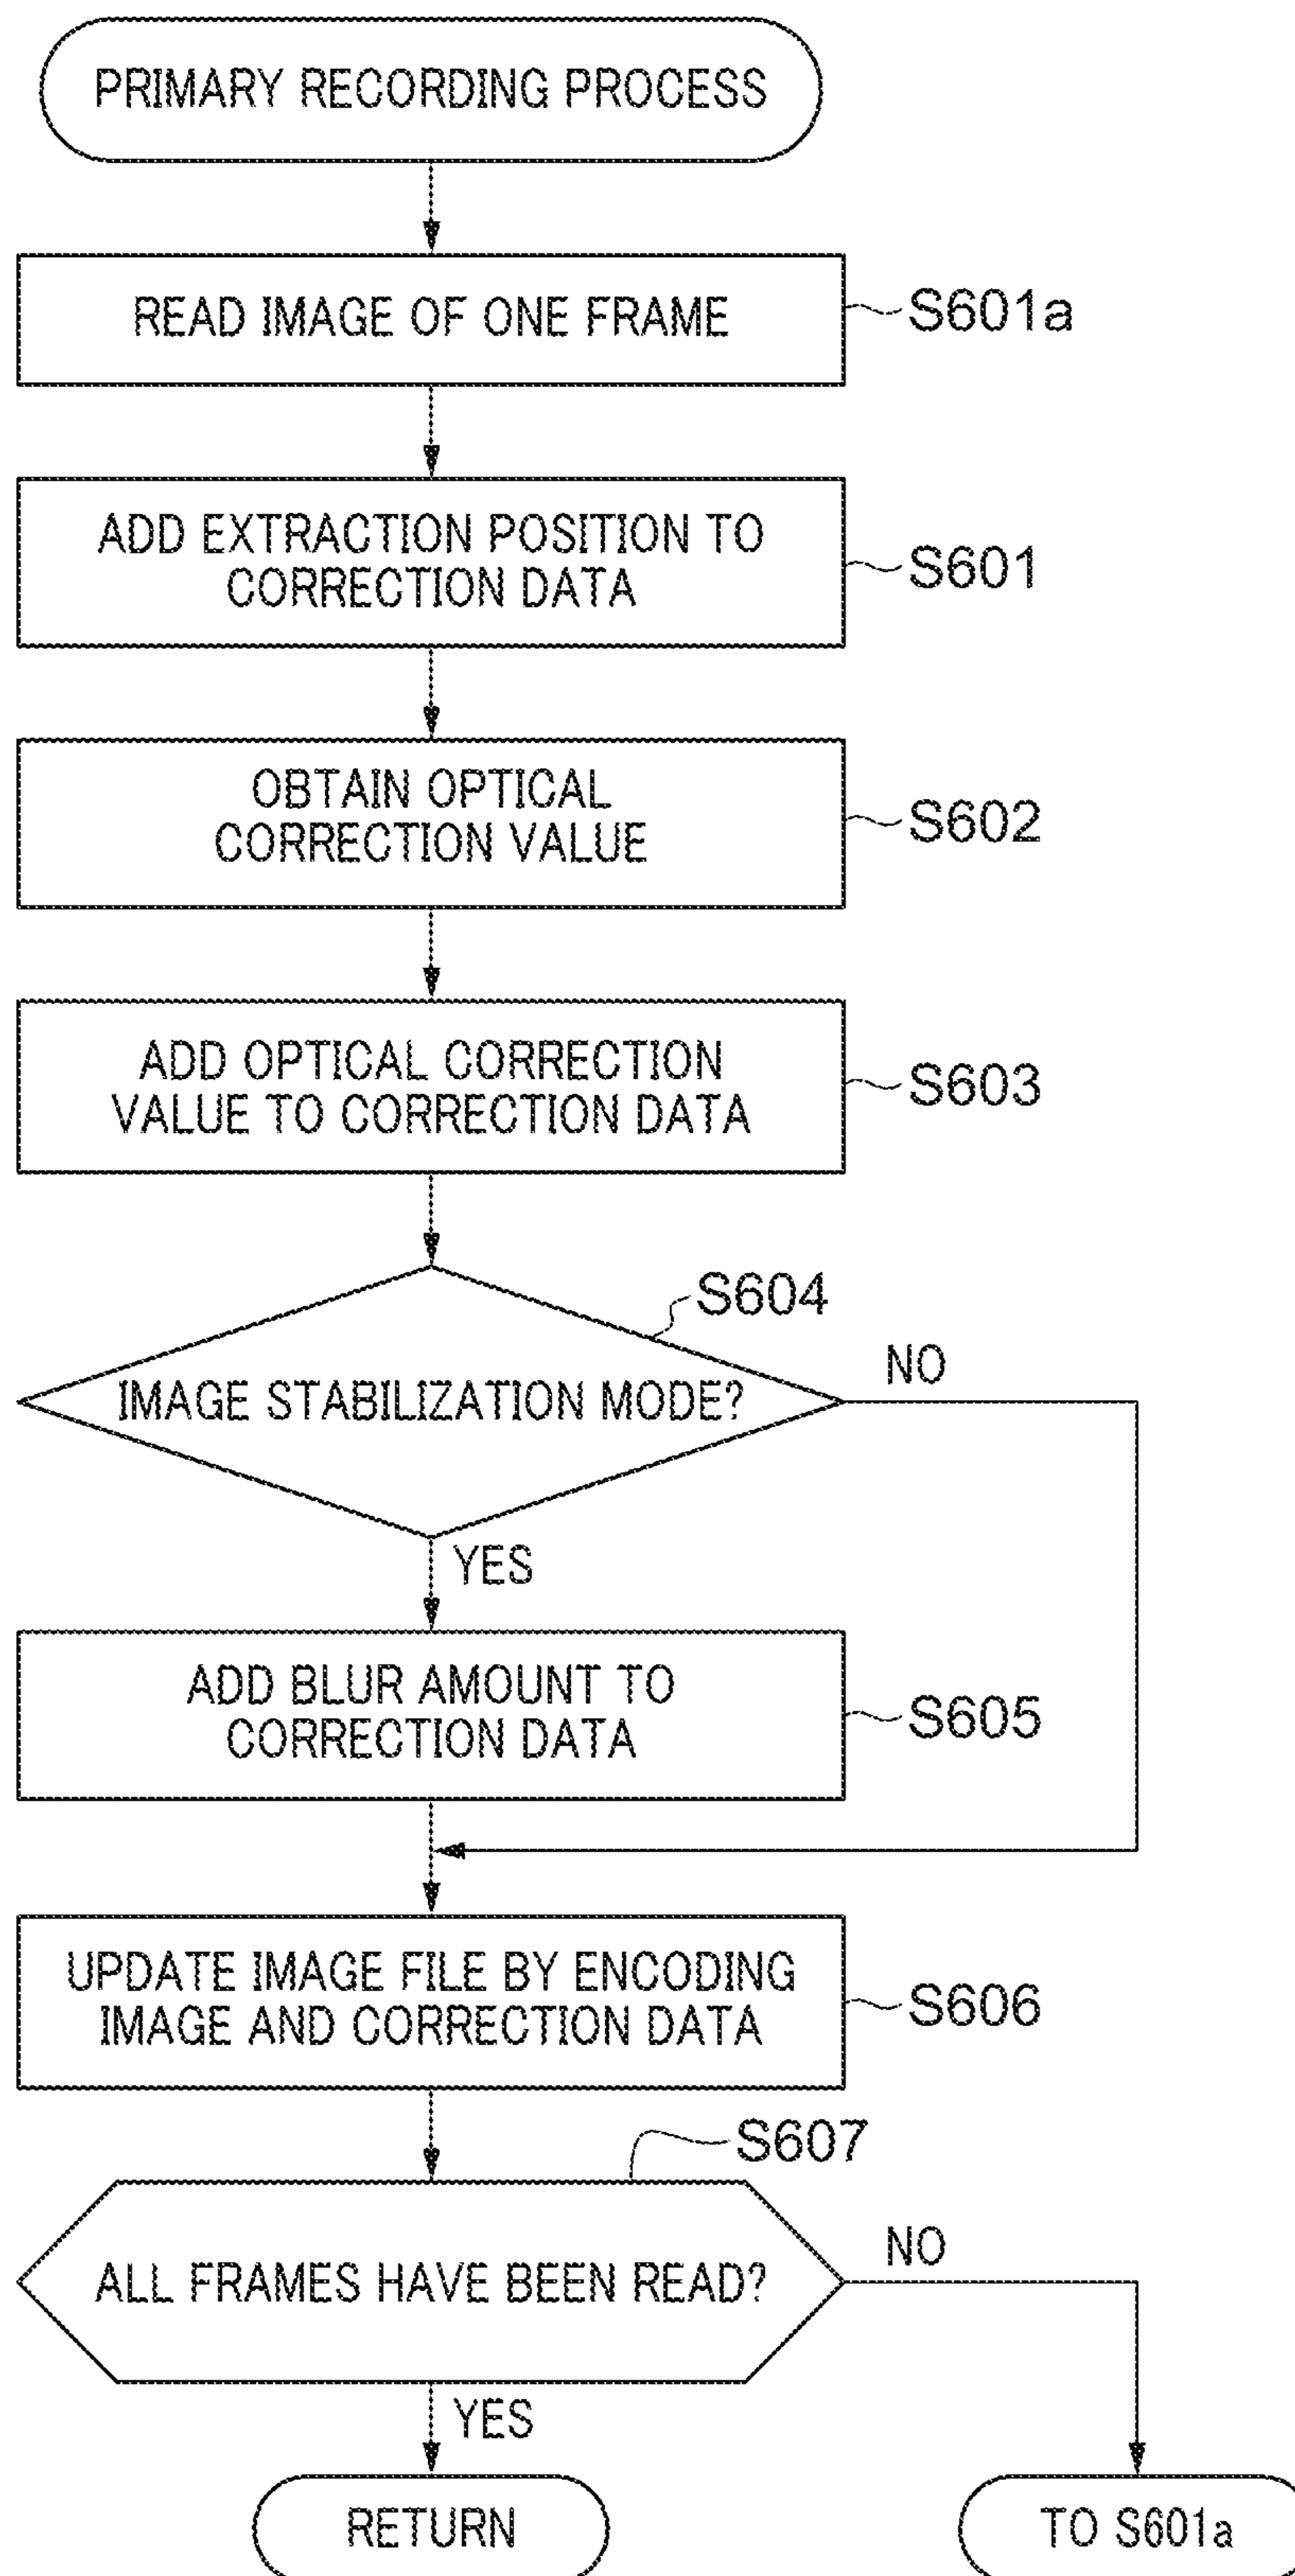 PRIMARY RECORDING PROCESS
READ IMAGE OF ONE FRAME
S601a
ADD EXTRACTION POSITION TO
CORRECTION DATA
S601
OBTAIN OPTICAL
CORRECTION VALUE
S602
ADD OPTICAL CORRECTION
VALUE TO CORRECTION DATA
S603
S604
IMAGE STABILIZATION MODE?
NO
YES
ADD BLUR AMOUNT TO
CORRECTION DATA
S605
UPDATE IMAGE FILE BY ENCODING
IMAGE AND CORRECTION DATA
S606
S607
ALL FRAMES HAVE BEEN READ?
NO
YES
RETURN
TO S601a